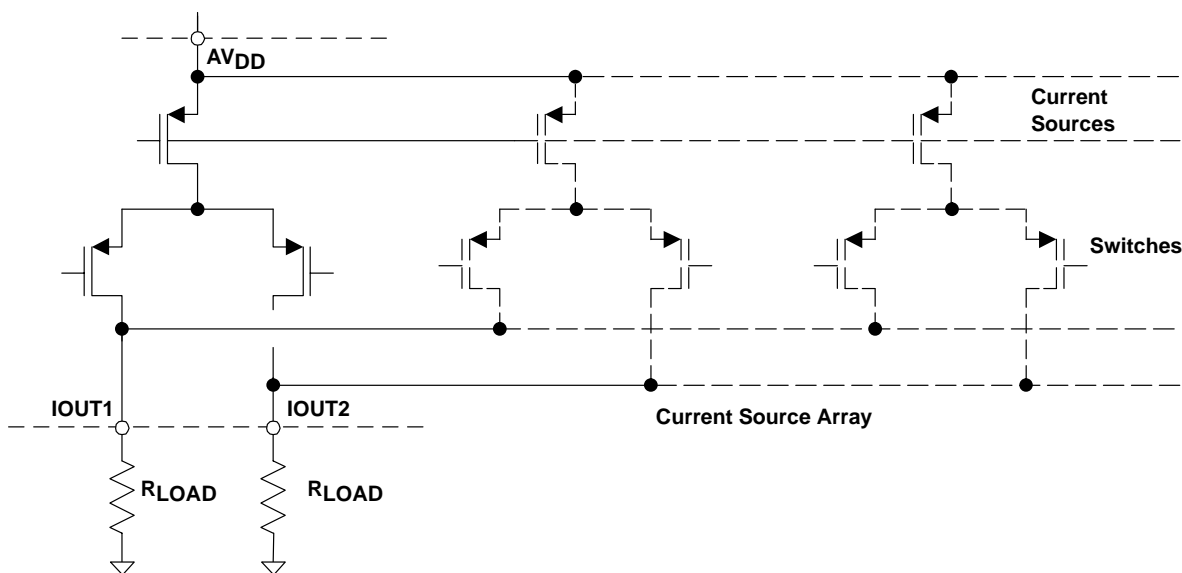 AVDD
Current
Sources
Switches
IOUT1
IOUT2
Current Source Array
RLOAD
RLOAD